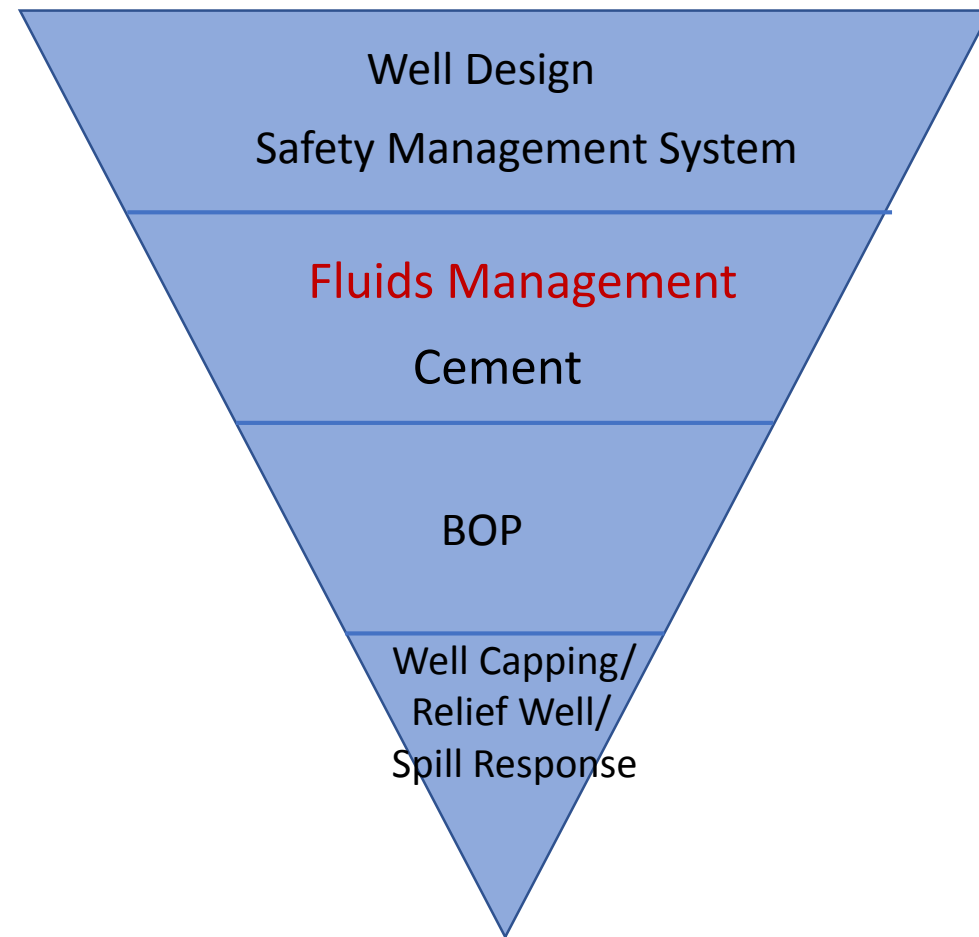 Well Design
Safety Management System
Fluids Management
Cement
BOP
Well Capping/
Relief Well/
Spill Response